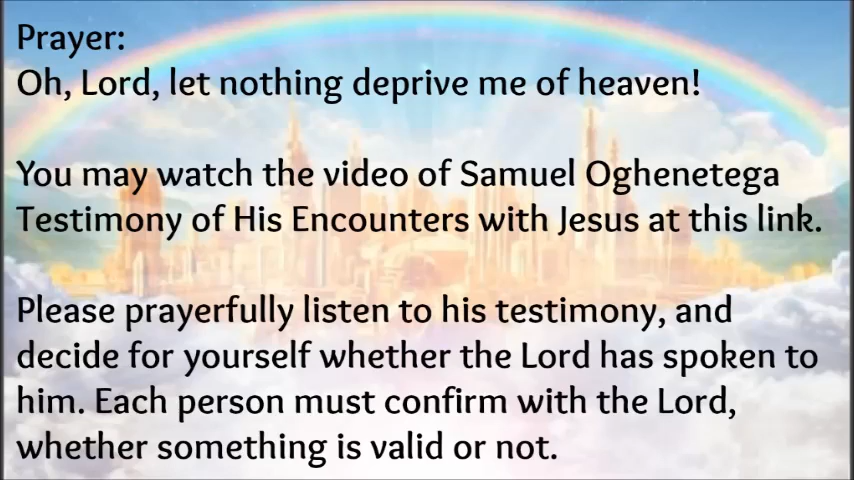 Prayer:
Oh, Lord, let nothing deprive me of heaven!
You may watch the video of Samuel Oghenetega
Testimony of His Encounters with Jesus at this link.
Please prayerfully listen to his testimony, and
decide for yourself whether the Lord has spoken to
him. Each person must confirm with the Lord,
whether something is valid or not.